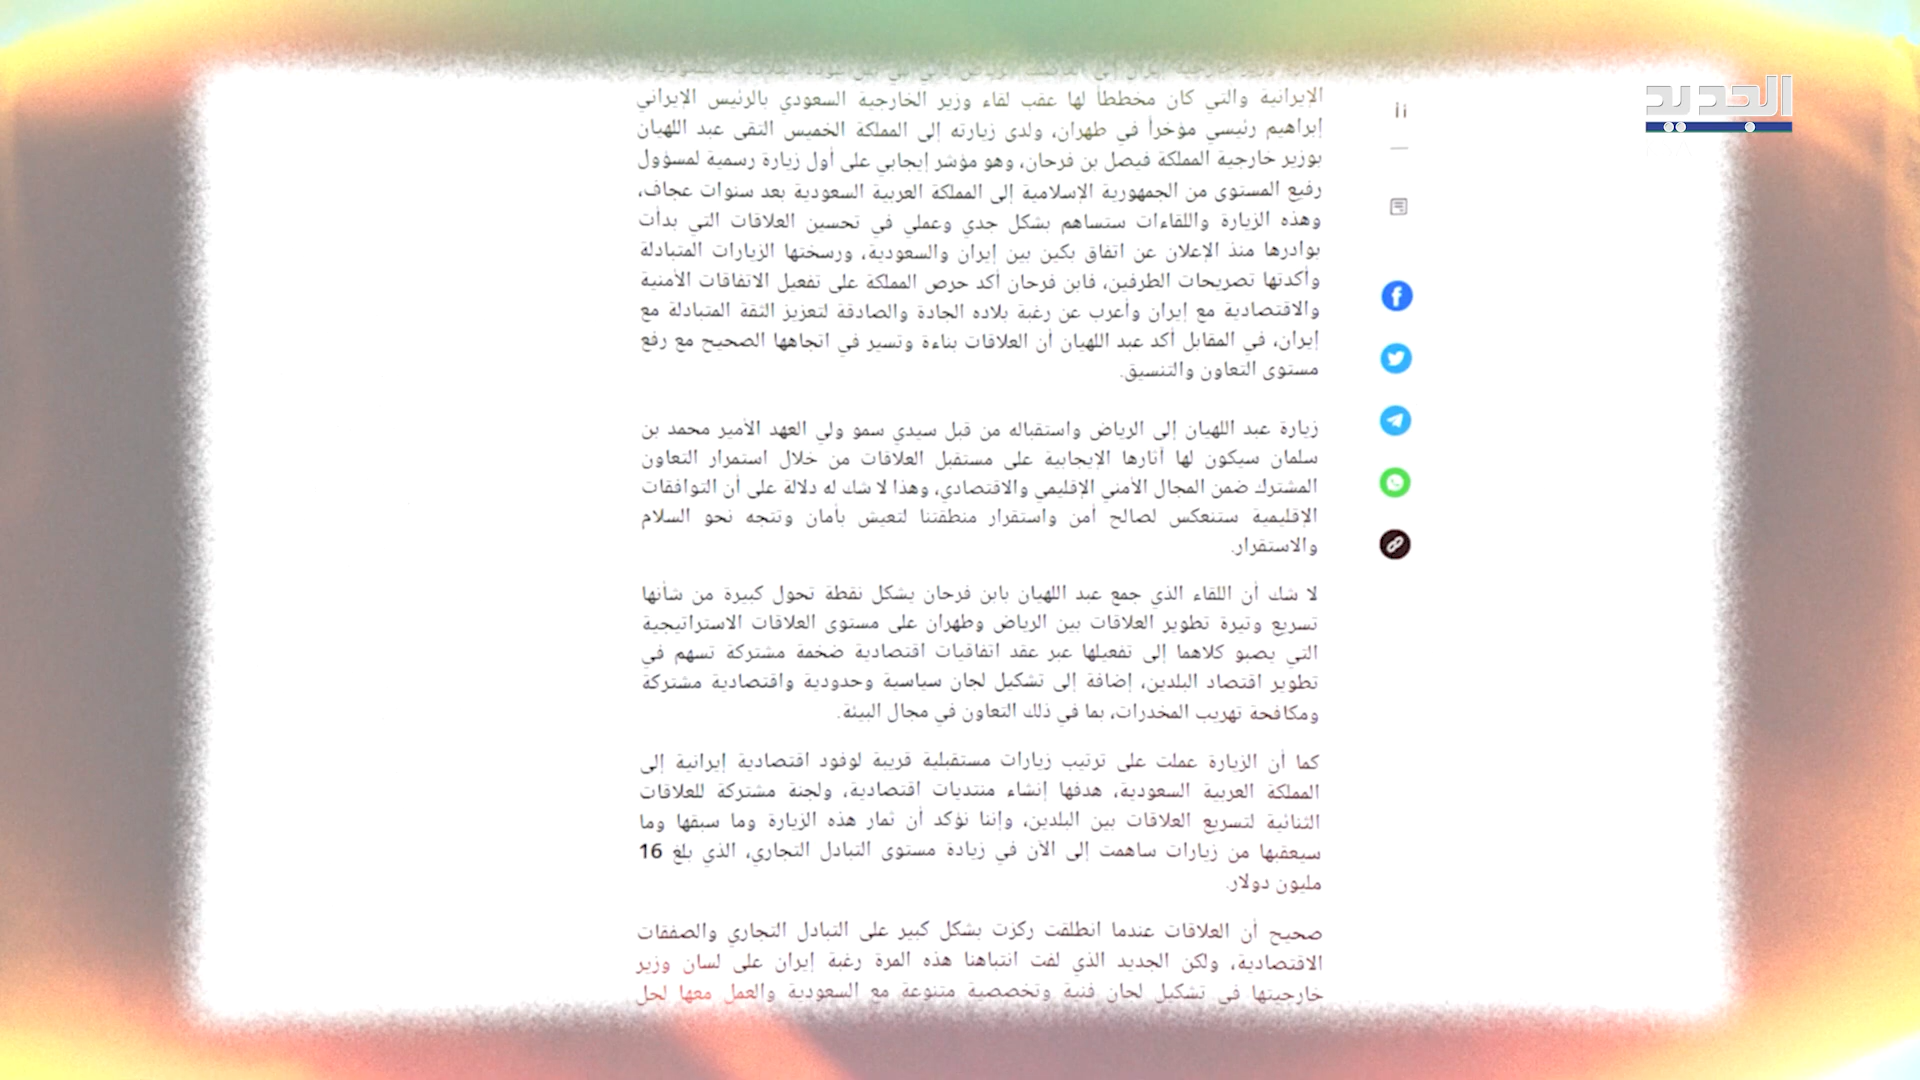 الجديد
الإيرانية والتي كان مخططاً لها عقب لقاء وزير الخارجية السعودي بالرئيس الإيراني
إبراهيم رئيسي مؤخراً في طهران، ولدى زيارته إلى المملكة الخميس التقى عبد اللهيان
بوزير خارجية المملكة فيصل بن فرحان، وهو مؤشر إيجابي على أول زيارة رسمية لمسؤول
رفيع المستوى من الجمهورية الإسلامية إلى المملكة العربية السعودية بعد سنوات عجاف،
وهذه الزيارة واللقاءات ستساهم بشكل جدي وعملي في تحسين العلاقات التي بدأت
بوادرها منذ الإعلان عن اتفاق بكين بين إيران والسعودية، ورسختها الزيارات المتبادلة
وأكدتها تصريحات الطرفين، فابن فرحان أكد حرص المملكة على تفعيل الاتفاقات الأمنية
والاقتصادية مع إيران وأعرب عن رغبة بلاده الجادة والصادقة لتعزيز الثقة المتبادلة مع
إيران، في المقابل أكد عبد اللهيان أن العلاقات بناءة وتسير في اتجاهها الصحيح مع رفع
مستوى التعاون والتنسيق.
زيارة عبد اللهيان إلى الرياض واستقباله من قبل سيدي سمو ولي العهد الأمير محمد بن
سلمان سيكون لها آثارها الإيجابية على مستقبل العلاقات من خلال استمرار التعاون
المشترك ضمن المجال الأمني الإقليمي والاقتصادي، وهذا لا شك له دلالة على أن التوافقات
الإقليمية ستنعكس لصالح أمن واستقرار منطقتنا لتعيش بأمان وتتجه نحو السلام
والاستقرار.
لا شك أن اللقاء الذي جمع عبد اللهيان بابن فرحان يشكل نقطة تحول كبيرة من شأنها
تسريع وتيرة تطوير العلاقات بين الرياض وطهران على مستوى العلاقات الاستراتيجية
التي يصبو كلاهما إلى تفعيلها عبر عقد اتفاقيات اقتصادية ضخمة مشتركة تسهم في
تطوير اقتصاد البلدين، إضافة إلى تشكيل لجان سياسية وحدودية واقتصادية مشتركة
ومكافحة تهريب المخدرات، بما في ذلك التعاون في مجال البيئة.
كما أن الزيارة عملت على ترتيب زيارات مستقبلية قريبة لوفود اقتصادية إيرانية إلى
المملكة العربية السعودية، هدفها إنشاء منتديات اقتصادية، ولجنة مشتركة للعلاقات
الثنائية لتسريع العلاقات بين البلدين، وإننا نؤكد أن ثمار هذه الزيارة وما سبقها وما
سيعقبها من زيارات ساهمت إلى الآن في زيادة مستوى التبادل التجاري، الذي بلغ 16
مليون دولار.
صحيح أن العلاقات عندما انطلقت ركزت بشكل كبير على التبادل التجاري والصفقات
الاقتصادية، ولكن الجديد الذي لفت انتباهنا هذه المرة رغبة إيران على لسان وزير
خارجيتها في تشكيل لجان فنية وتخصصية متنوعة مع السعودية والعمل معها لحل